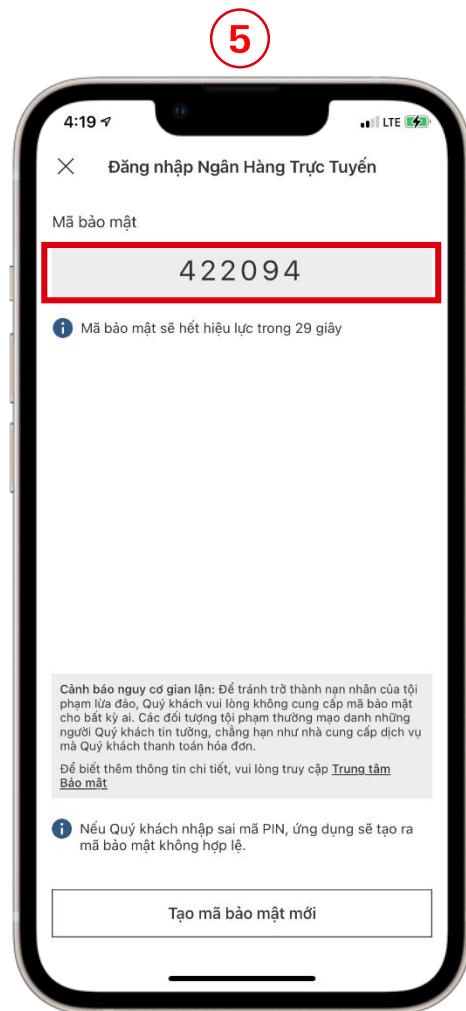 5
4:19
LTE
Đăng nhập Ngân Hàng Trực Tuyến
Mã bảo mật
422094
Mã bảo mật sẽ hết hiệu lực trong 29 giây
Cảnh báo nguy cơ gian lận: Để tránh trở thành nạn nhân của tội
phạm lừa đảo, Quý khách vui lòng không cung cấp mã bảo mật
cho bất kỳ ai. Các đối tượng tội phạm thường mạo danh những
người Quý khách tin tưởng, chẳng hạn như nhà cung cấp dịch vụ
mà Quý khách thanh toán hóa đơn.
Để biết thêm thông tin chi tiết, vui lòng truy cập Trung tâm
Bảo mật
Nếu Quý khách nhập sai mã PIN, ứng dụng sẽ tạo ra
mã bảo mật không hợp lệ.
Tạo mã bảo mật mới